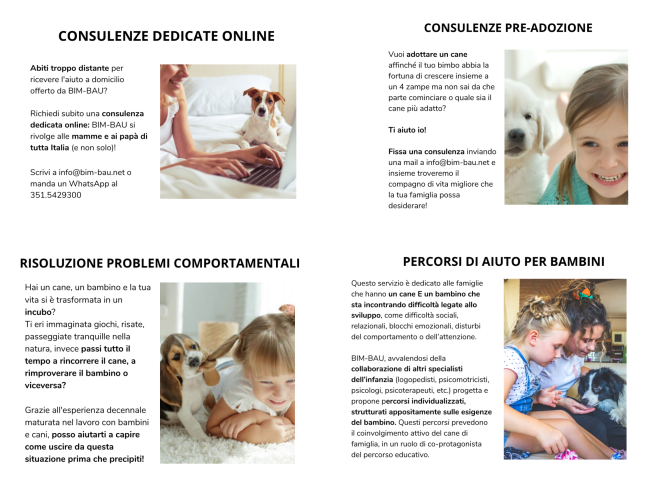 CONSULENZE DEDICATE ONLINE
Abiti troppo distante per
ricevere l'aiuto a domicilio
offerto da BIM-BAU?
Richiedi subito una consulenza
dedicata online: BIM-BAU si
rivolge alle mamme e ai papà di
tutta Italia (e non solo)!
Scrivi a info@bim-bau.net o
manda un WhatsApp al
351.5429300
CONSULENZE PRE-ADOZIONE
Vuoi adottare un cane
affinché il tuo bimbo abbia la
fortuna di crescere insieme a
un 4 zampe ma non sai da che
parte cominciare o quale sia il
cane più adatto?
Ti aiuto io!
Fissa una consulenza inviando
una mail a info@bim-bau.net e
insieme troveremo il
compagno di vita migliore che
la tua famiglia possa
desiderare!
RISOLUZIONE PROBLEMI COMPORTAMENTALI
Hai un cane, un bambino e la tua
vita si è trasformata in un
incubo?
Ti eri immaginata giochi, risate,
passeggiate tranquille nella
natura, invece passi tutto il
tempo a rincorrere il cane, a
rimproverare il bambino o
viceversa?
Grazie all'esperienza decennale
maturata nel lavoro con bambini
e cani, posso aiutarti a capire
come uscire da questa
situazione prima che precipiti!
PERCORSI DI AIUTO PER BAMBINI
Questo servizio è dedicato alle famiglie
che hanno un cane E un bambino che
sta incontrando difficoltà legate allo
sviluppo, come difficoltà sociali,
relazionali, blocchi emozionali, disturbi
del comportamento o dell'attenzione.
BIM-BAU, avvalendosi della
collaborazione di altri specialisti
dell'infanzia (logopedisti, psicomotricisti,
psicologi, psicoterapeuti, etc.) progetta e
propone percorsi individualizzati,
strutturati appositamente sulle esigenze
del bambino. Questi percorsi prevedono
il coinvolgimento attivo del cane di
famiglia, in un ruolo di co-protagonista
del percorso educativo.